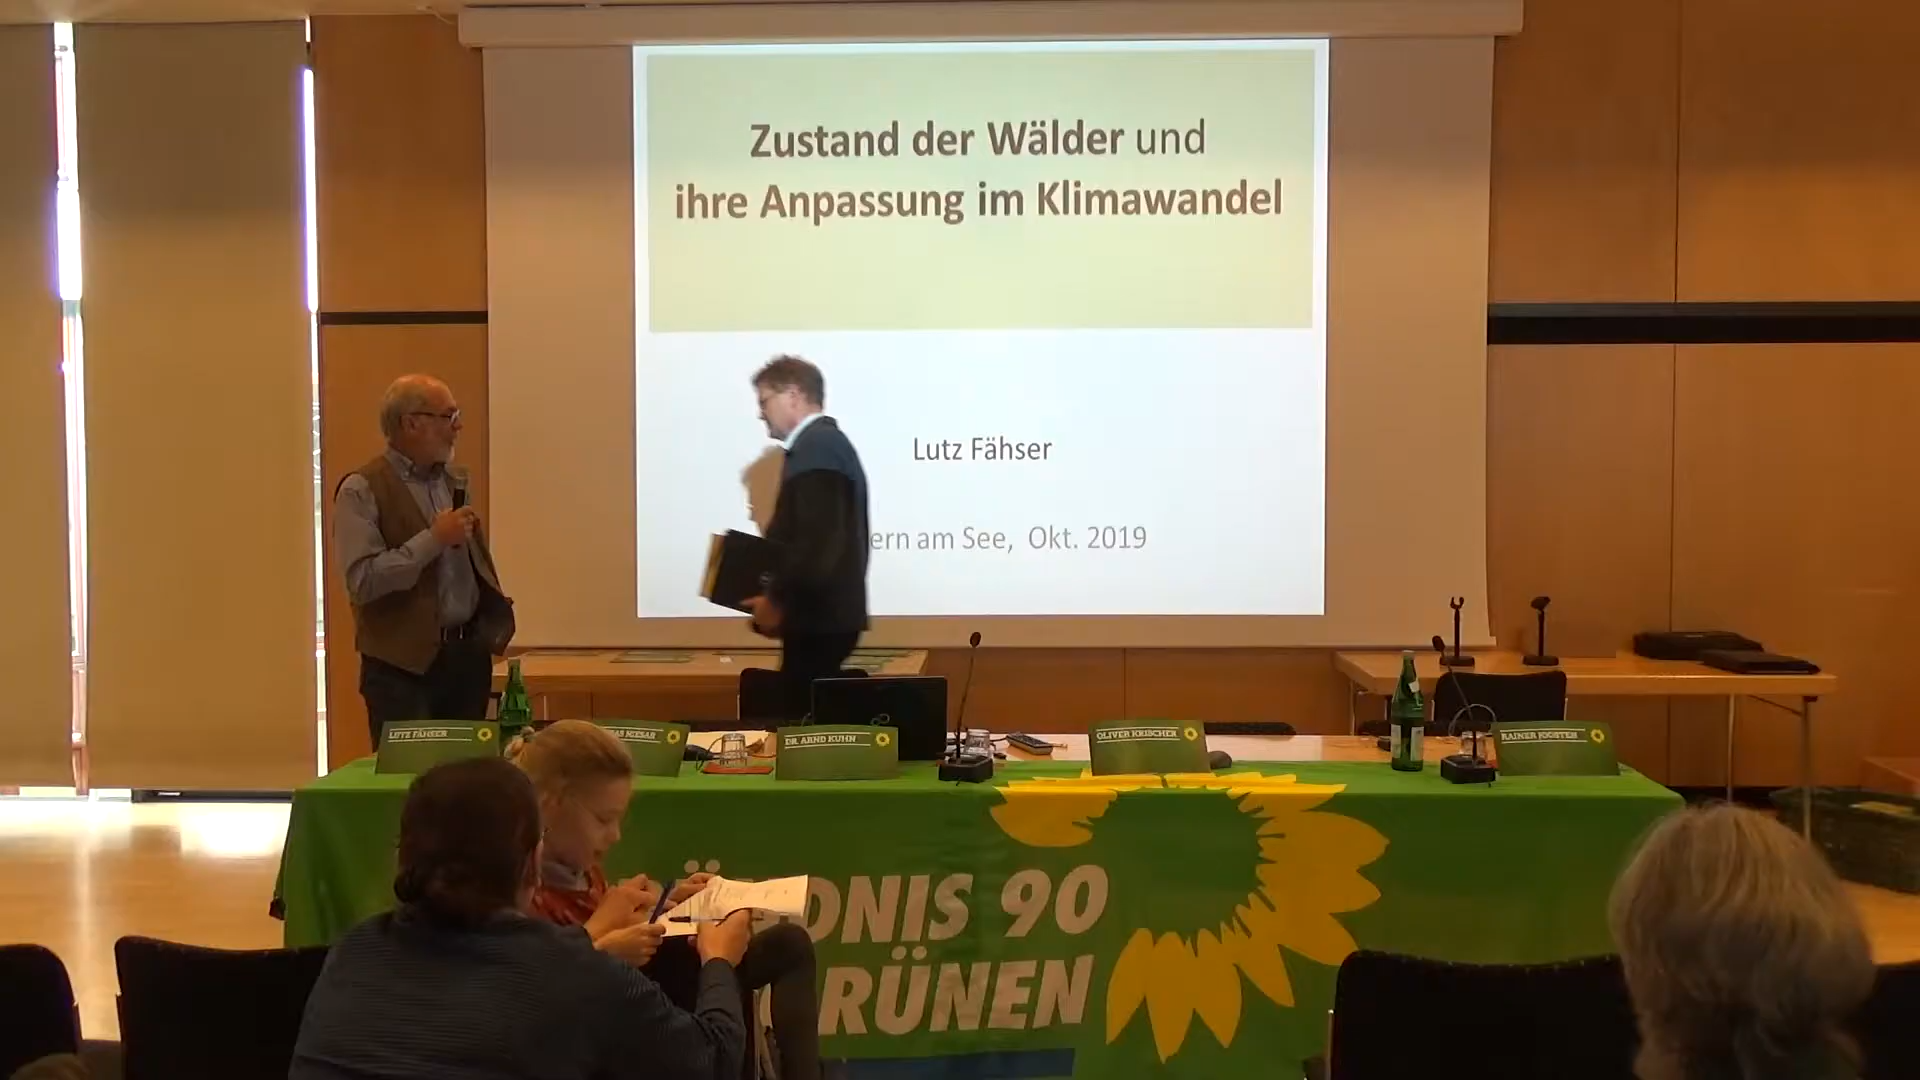 Zustand der Wälder und
ihre Anpassung im Klimawandel
Lutz Fähser
ern am See, Okt. 2019
LUTZ FÄHSER
DR. ARND KUHN
OLIVER KRISCHER
RAINER JOOSTEN
DNIS 90
RÜNEN